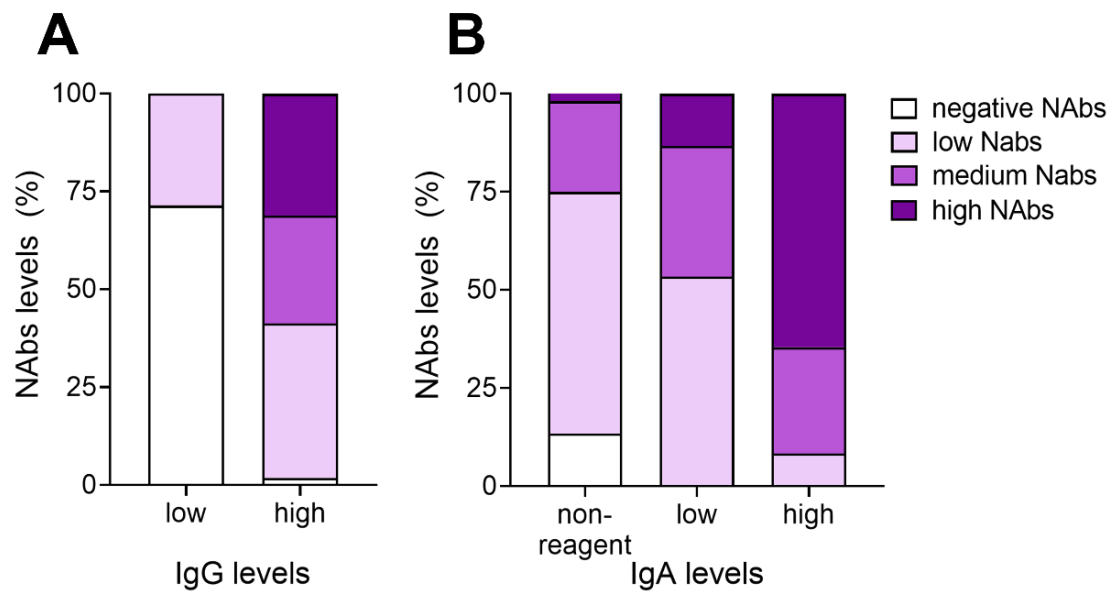 A
NAbs levels (%)
100
75
50
25
0
low
high
IgG levels
B
NAbs levels (%)
100
75
50
25
0
non-
reagent
low
high
IgA levels
negative NAbs
low Nabs
medium Nabs
high NAbs